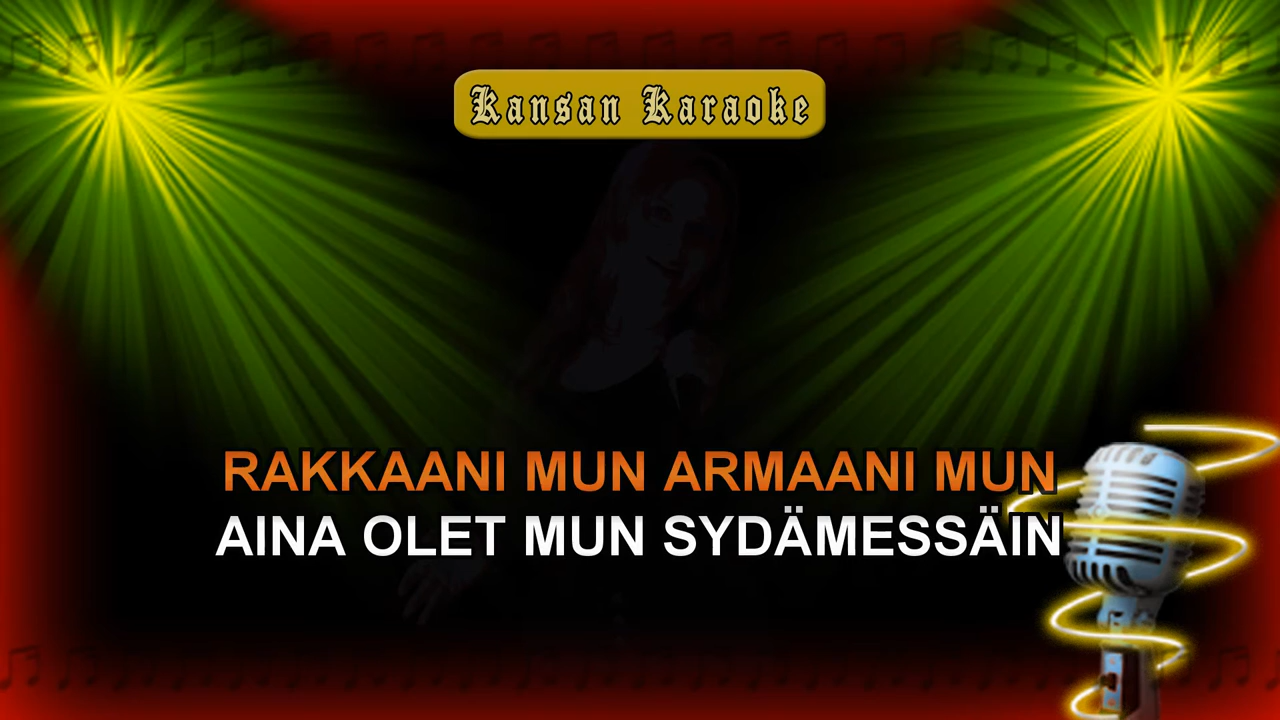 Kansan Karaoke
RAKKAANI MUN ARMAANI MUN
AINA OLET MUN SYDÄMESSÄIN